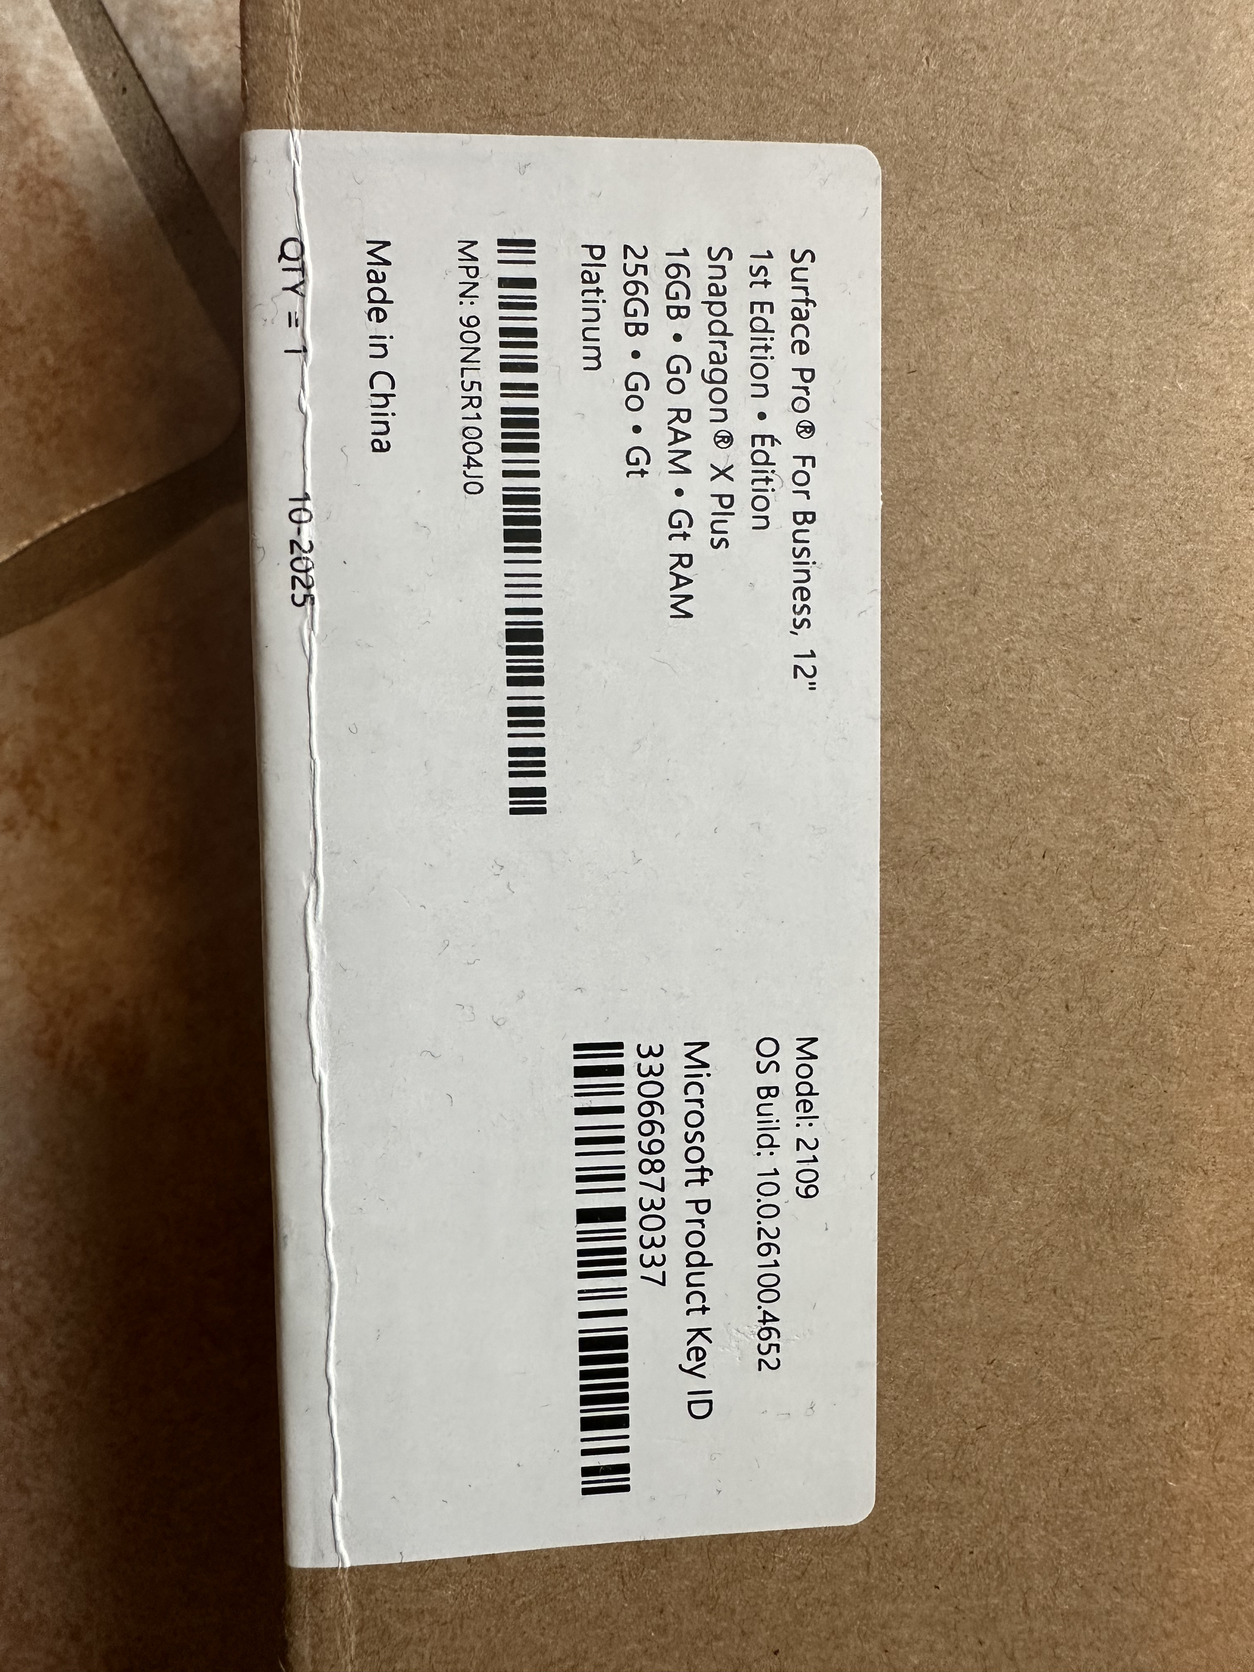 Surface Pro® For Business, 12"
1st Edition • Édition
Snapdragon® X Plus
16GB • Go RAM • Gt RAM
256GB • Go • Gt
Platinum
MPN: 90NL5R1004J0
Made in China
QTY = 1 10-2025
Model: 2109
OS Build: 10.0.26100.4652
Microsoft Product Key ID
3306698730337